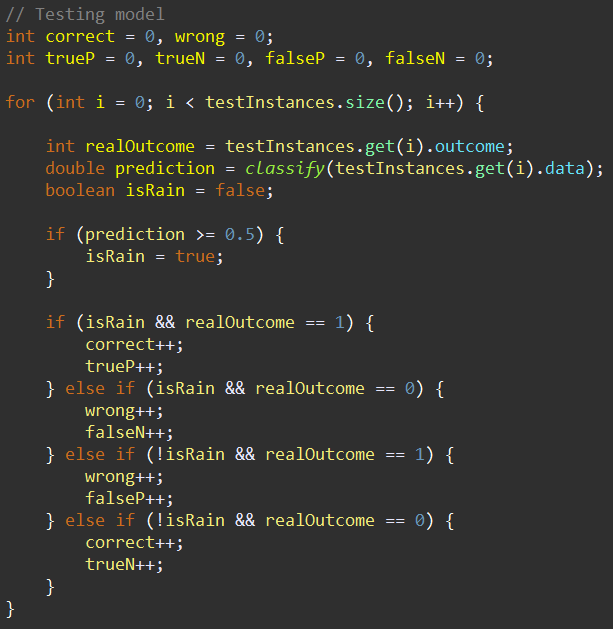 // Testing model
int correct = 0, wrong = 0;
int trueP = 0, trueN = 0, falseP = 0, falseN = 0;

for (int i = 0; i < testInstances.size(); i++) {

    int realOutcome = testInstances.get(i).outcome;
    double prediction = classify(testInstances.get(i).data);
    boolean isRain = false;

    if (prediction >= 0.5) {
        isRain = true;
    }

    if (isRain && realOutcome == 1) {
        correct++;
        trueP++;
    } else if (isRain && realOutcome == 0) {
        wrong++;
        falseN++;
    } else if (!isRain && realOutcome == 1) {
        wrong++;
        falseP++;
    } else if (!isRain && realOutcome == 0) {
        correct++;
        trueN++;
    }
}